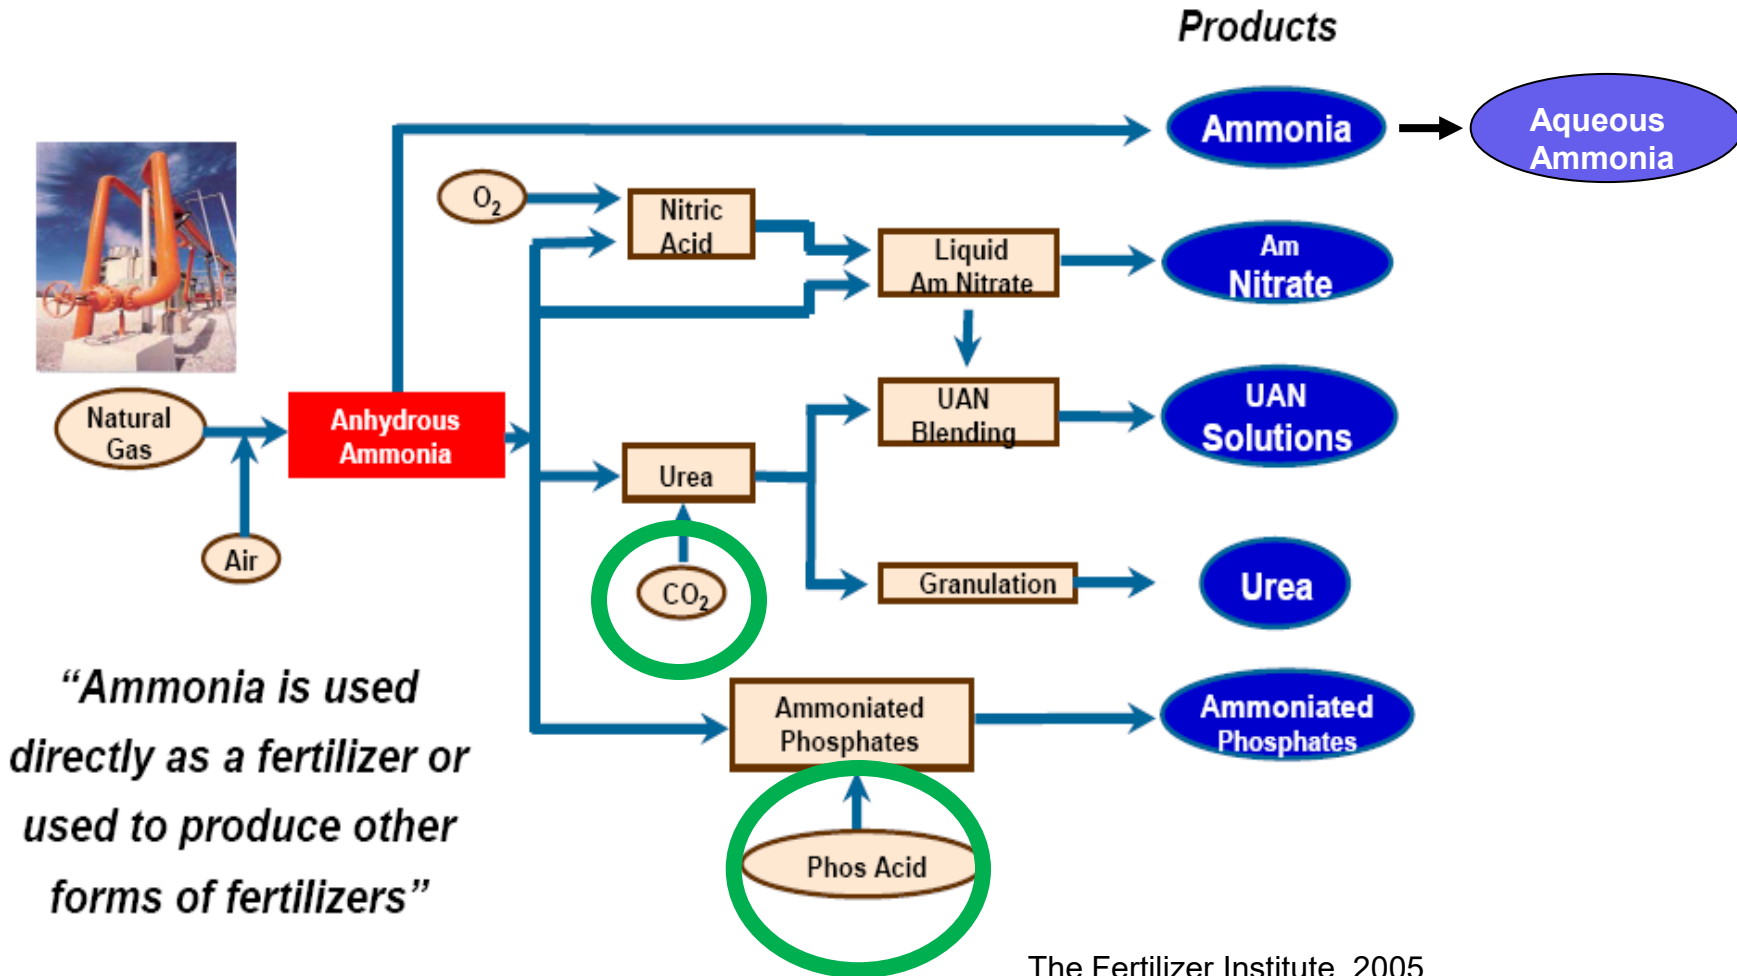 Products
Ammonia
Aqueous
Ammonia
O₂
Nitric
Acid
Liquid
Am Nitrate
Am
Nitrate
Natural
Gas
Anhydrous
Ammonia
UAN
Blending
UAN
Solutions
Urea
Air
CO₂
Granulation
Urea
“Ammonia is used
directly as a fertilizer or
used to produce other
forms of fertilizers”
Ammoniated
Phosphates
Ammoniated
Phosphates
Phos Acid
The Fertilizer Institute, 2005